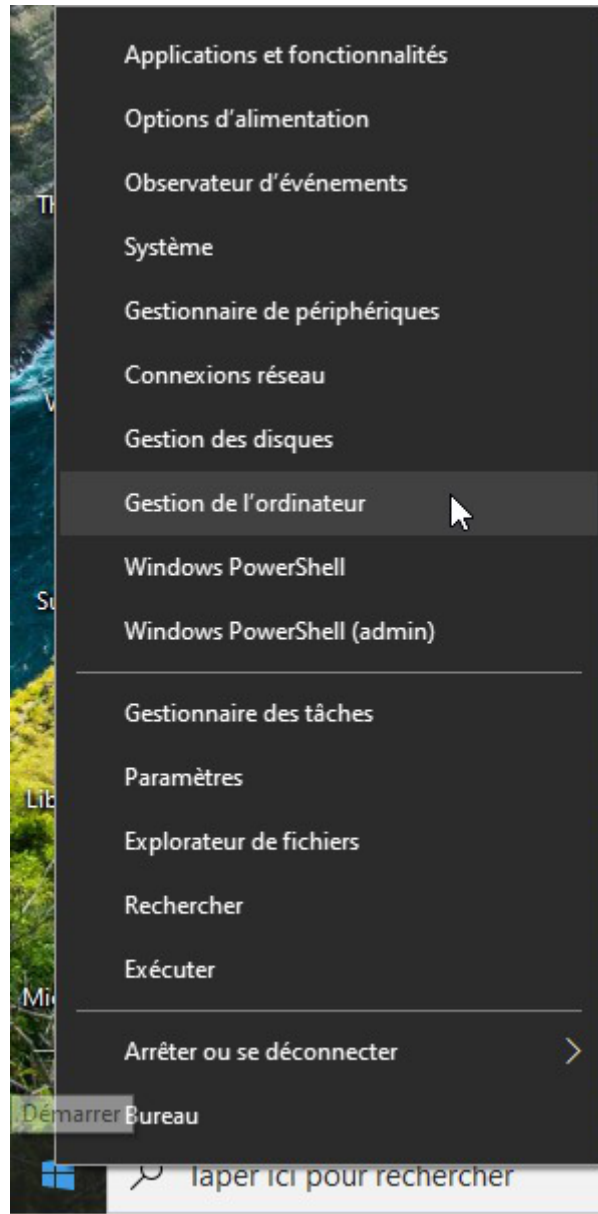 Applications et fonctionnalités
Options d'alimentation
Observateur d'événements
Système
Gestionnaire de périphériques
Connexions réseau
Gestion des disques
Gestion de l'ordinateur
Windows PowerShell
Windows PowerShell (admin)
Gestionnaire des tâches
Paramètres
Explorateur de fichiers
Rechercher
Exécuter
Arrêter ou se déconnecter
Démarrer
Bureau
Taper ici pour rechercher